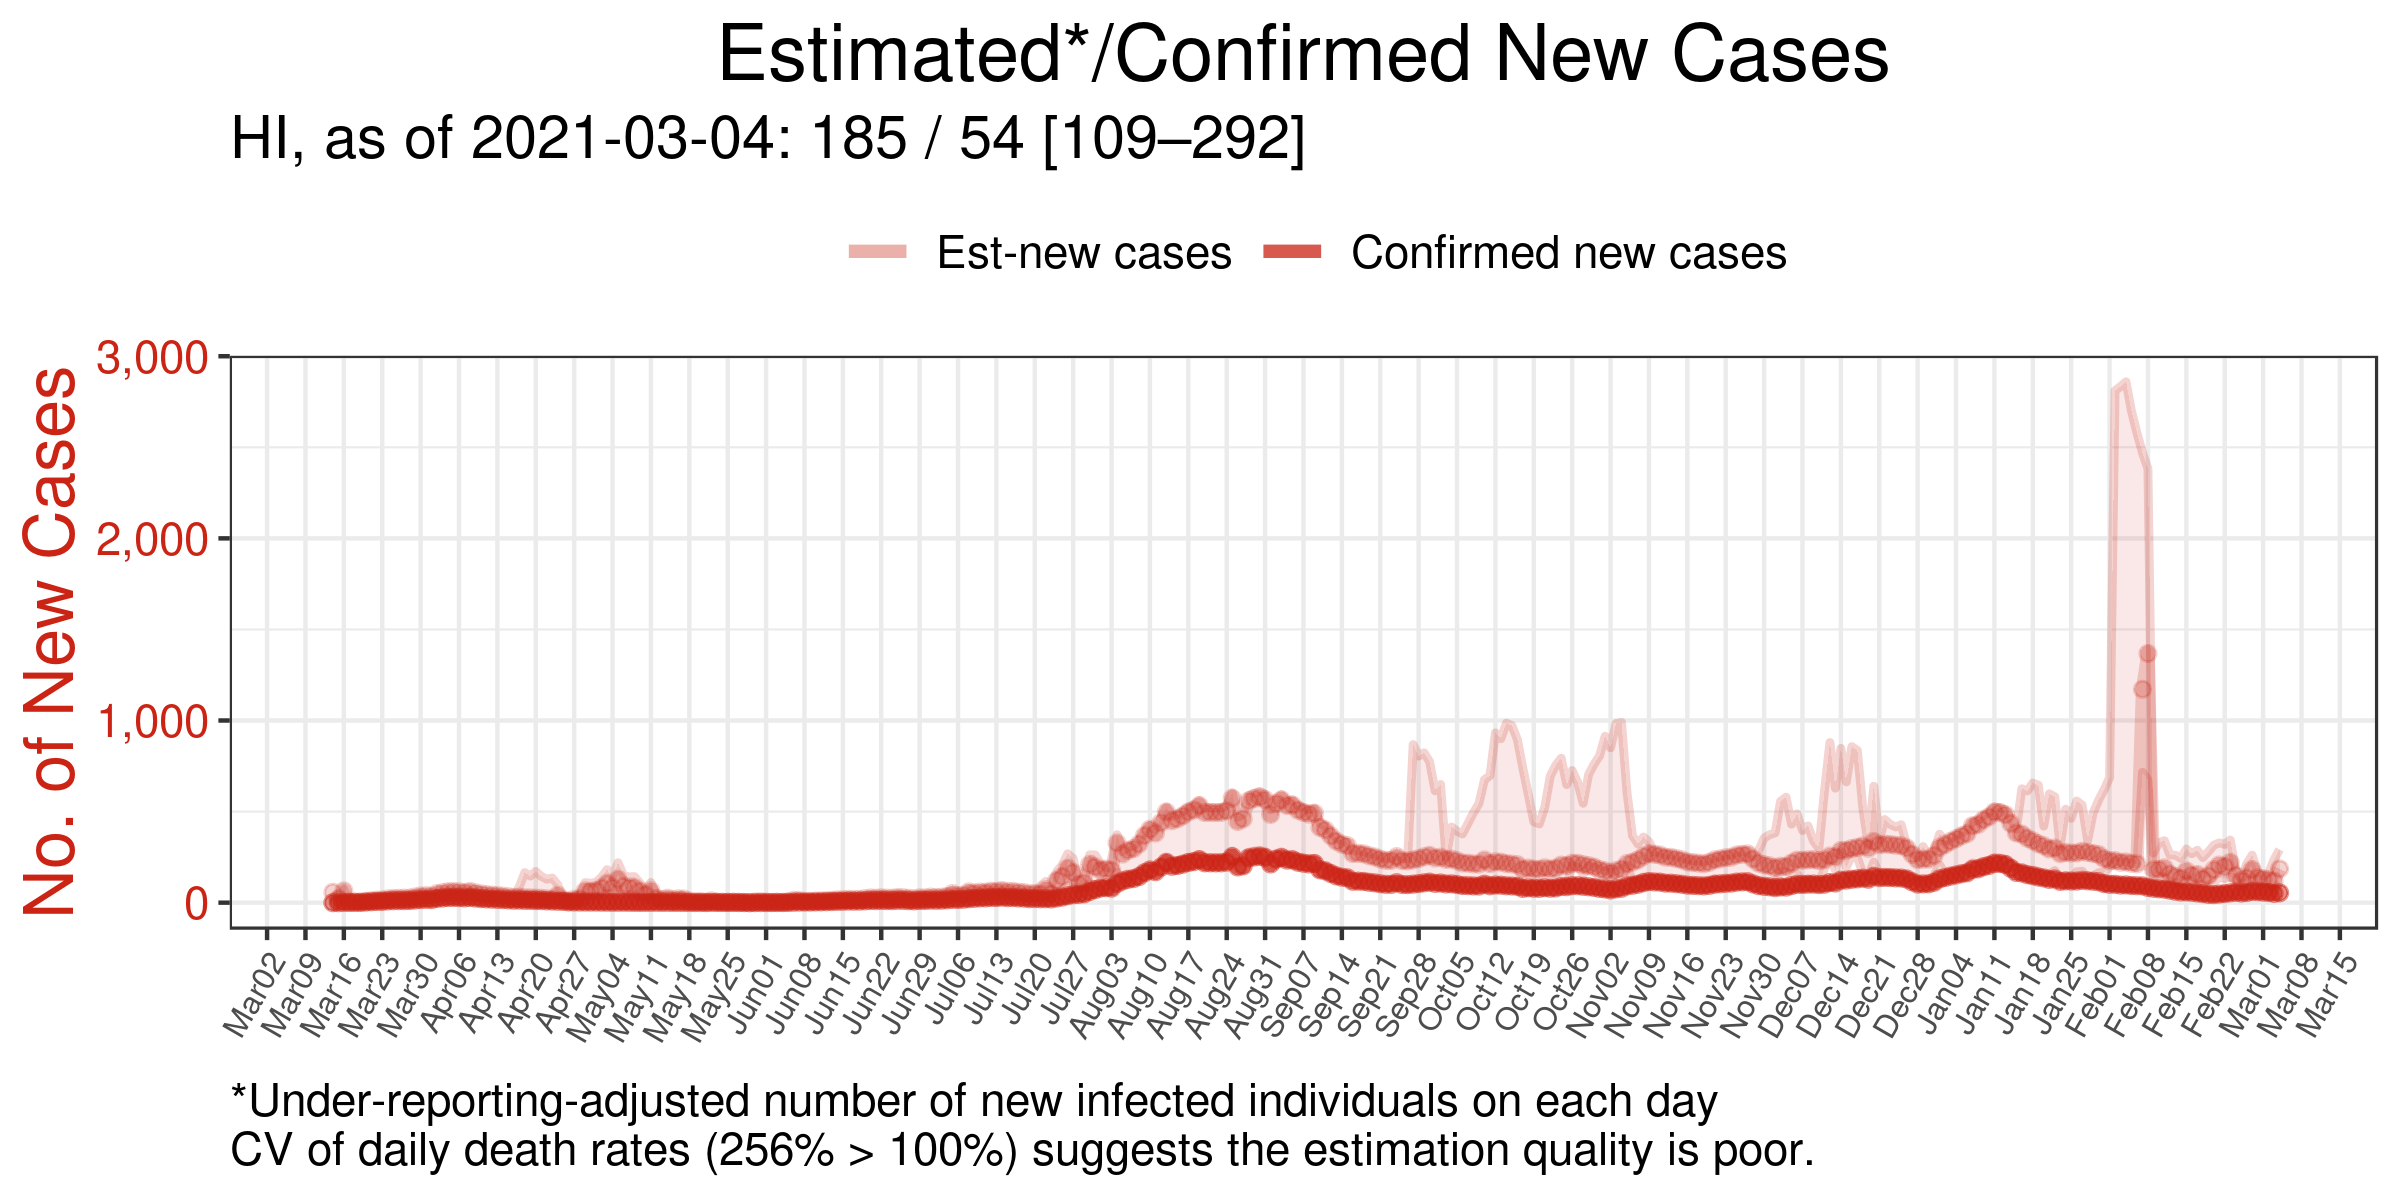 Estimated*/Confirmed New Cases
HI, as of 2021-03-04: 185 / 54 [109–292]
Est-new cases
Confirmed new cases
No. of New Cases
3,000
2,000
1,000
0
Mar02
Mar09
Mar16
Mar23
Mar30
Apr06
Apr13
Apr20
Apr27
May04
May11
May18
May25
Jun01
Jun08
Jun15
Jun22
Jun29
Jul06
Jul13
Jul20
Jul27
Aug03
Aug10
Aug17
Aug24
Aug31
Sep07
Sep14
Sep21
Sep28
Oct05
Oct12
Oct19
Oct26
Nov02
Nov09
Nov16
Nov23
Nov30
Dec07
Dec14
Dec21
Dec28
Jan04
Jan11
Jan18
Jan25
Feb01
Feb08
Feb15
Feb22
Mar01
Mar08
Mar15
*Under-reporting-adjusted number of new infected individuals on each day
CV of daily death rates (256% > 100%) suggests the estimation quality is poor.